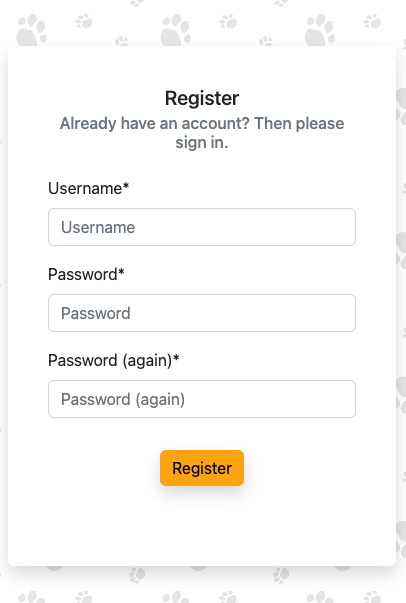 Register
Already have an account? Then please
sign in.
Username*
Username
Password*
Password
Password (again)*
Password (again)
Register